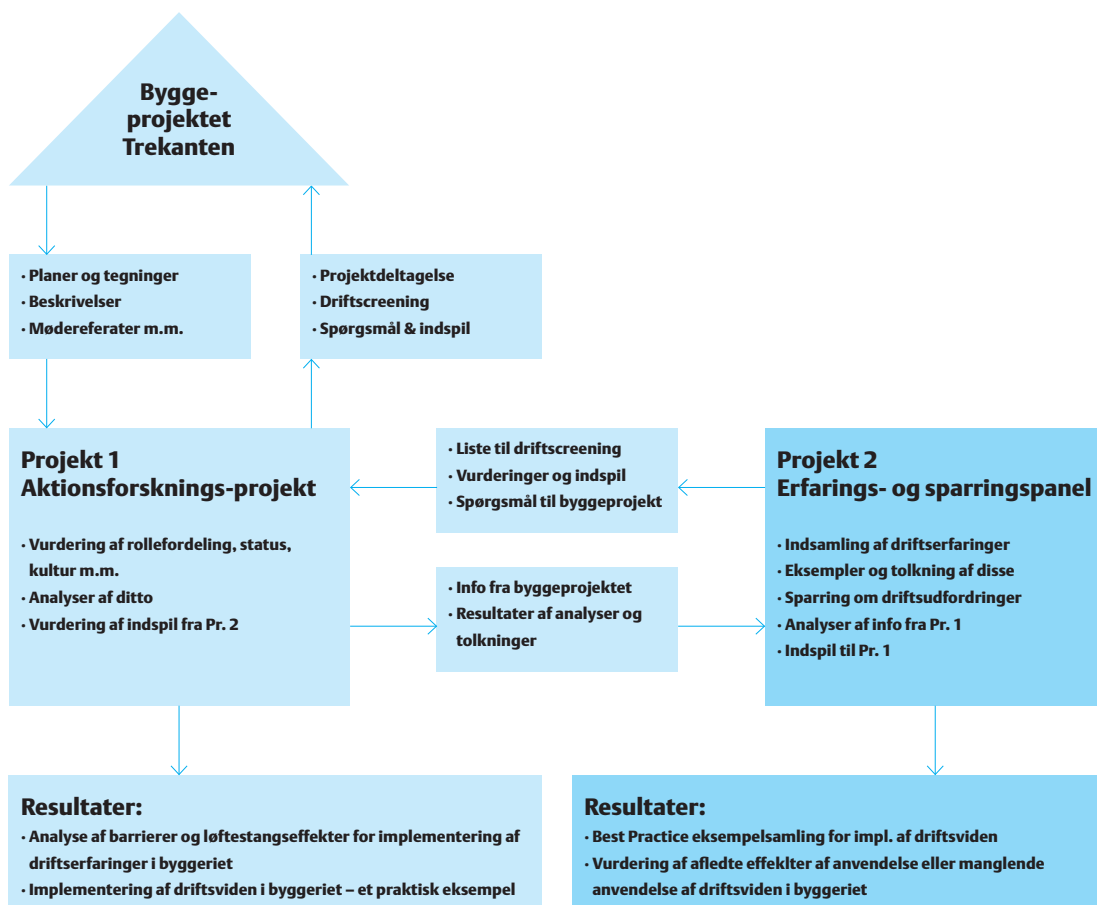 Bygge-
projektet
Trekanten
· Planer og tegninger
· Beskrivelser
· Mødereferater m.m.
· Projektdeltagelse
· Driftscreening
· Spørgsmål & indspil
Projekt 1
Aktionsforsknings-projekt
· Vurdering af rollefordeling, status,
kultur m.m.
· Analyser af ditto
· Vurdering af indspil fra Pr. 2
· Liste til driftscreening
· Vurderinger og indspil
· Spørgsmål til byggeprojekt
· Info fra byggeprojektet
· Resultater af analyser og
tolkninger
Projekt 2
Erfarings- og sparringspanel
· Indsamling af driftserfaringer
· Eksempler og tolkning af disse
· Sparring om driftsudfordringer
· Analyser af info fra Pr. 1
· Indspil til Pr. 1
Resultater:
· Analyse af barrierer og løftestangseffekter for implementering af
driftserfaringer i byggeriet
· Implementering af driftsviden i byggeriet – et praktisk eksempel
Resultater:
· Best Practice eksempelsamling for impl. af driftsviden
· Vurdering af afledte effeklter af anvendelse eller manglende
anvendelse af driftsviden i byggeriet